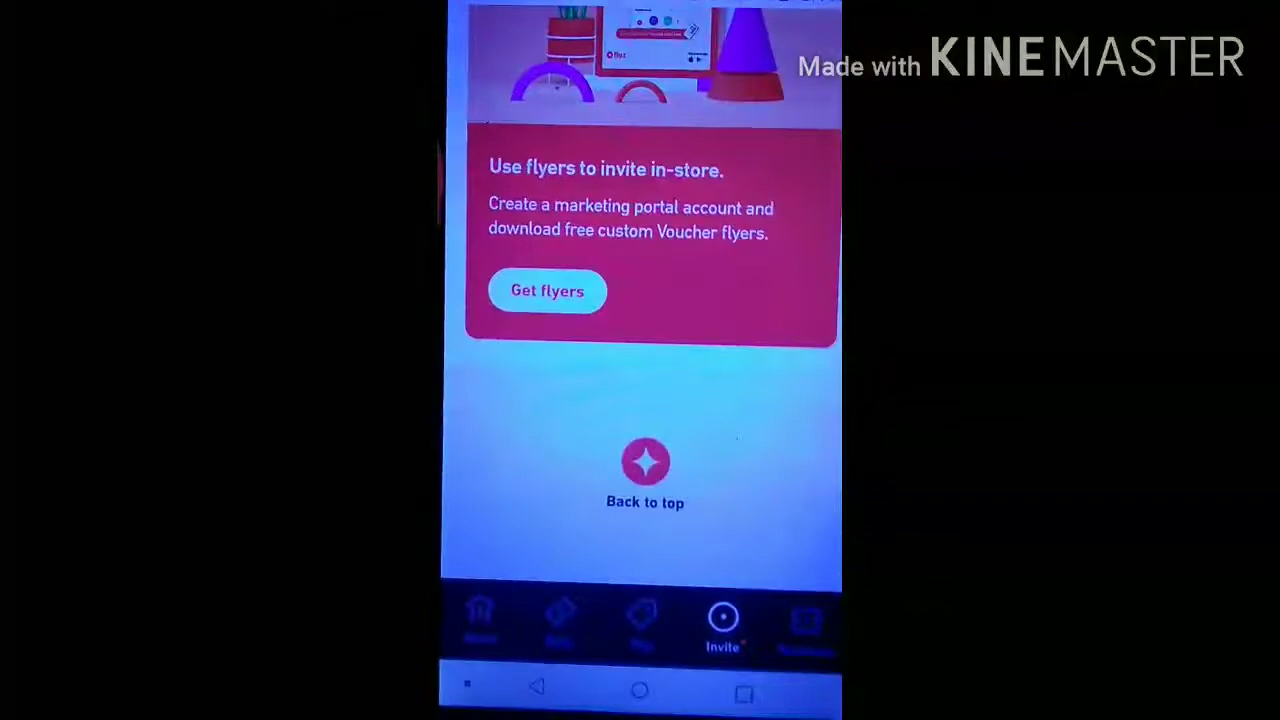 Made with KINEMASTER
Use flyers to invite in-store.
Create a marketing portal account and
download free custom Voucher flyers.
Get flyers
Back to top
Invite